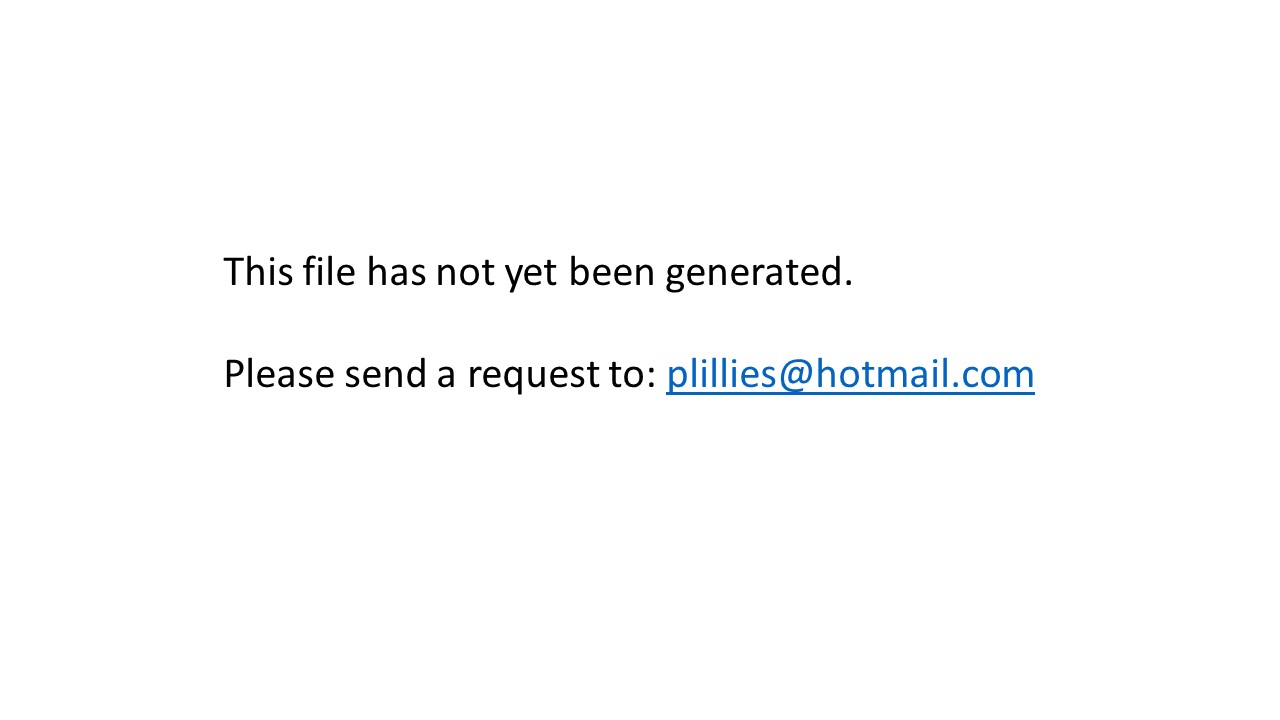 This file has not yet been generated.
Please send a request to: plillies@hotmail.com